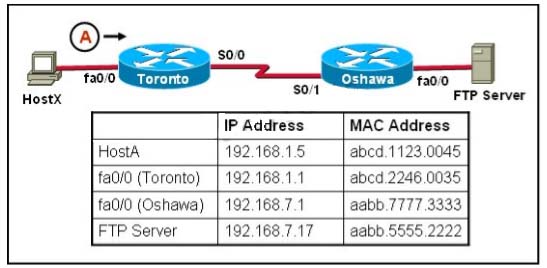 A
S0/0
fa0/0
Toronto
S0/1
Oshawa
fa0/0
HostX
FTP Server
IP Address MAC Address
HostA 192.168.1.5 abcd.1123.0045
fa0/0 (Toronto) 192.168.1.1 abcd.2246.0035
fa0/0 (Oshawa) 192.168.7.1 aabb.7777.3333
FTP Server 192.168.7.17 aabb.5555.2222